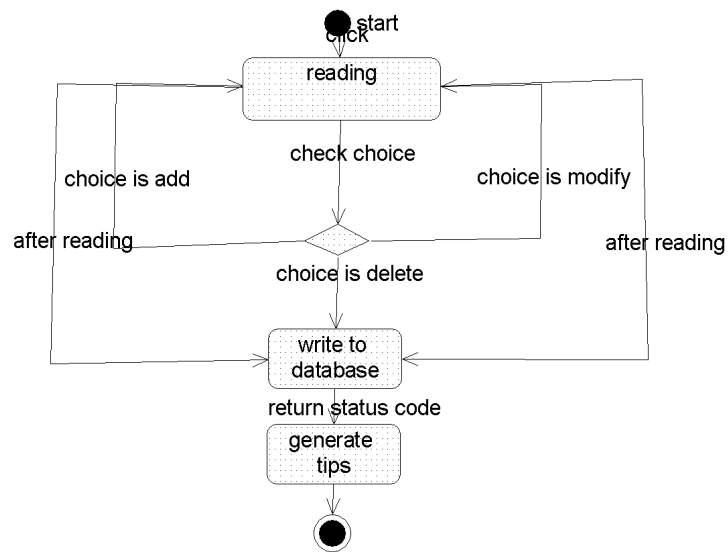 start
click
reading
check choice
choice is add
choice is modify
after reading
after reading
choice is delete
write to
database
return status code
generate
tips